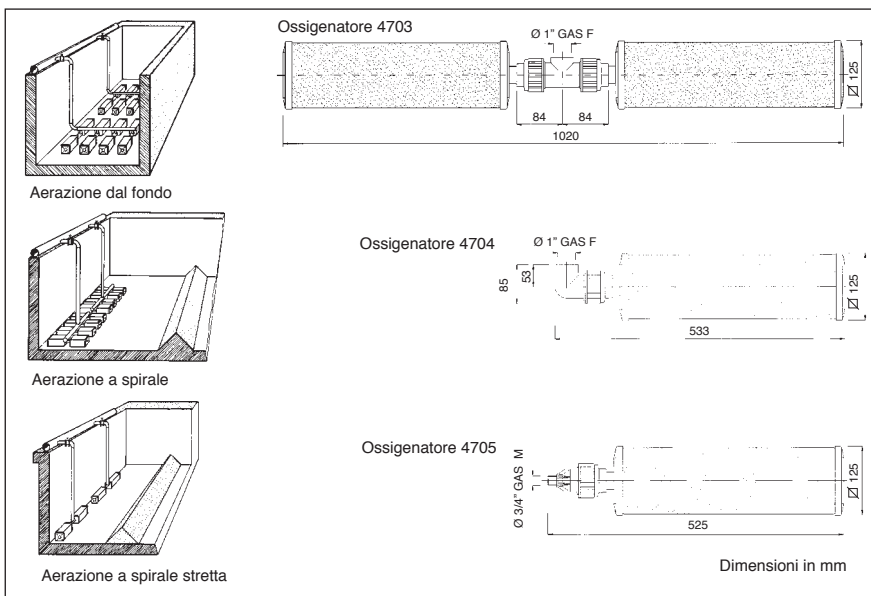 Ossigenatore 4703
Ø 1” GAS F
84
84
1020
⌷ 125
Aerazione dal fondo
Ossigenatore 4704
Ø 1” GAS F
85
53
533
125
Aerazione a spirale
Ossigenatore 4705
Ø 3/4” GAS M
525
125
Aerazione a spirale stretta
Dimensioni in mm